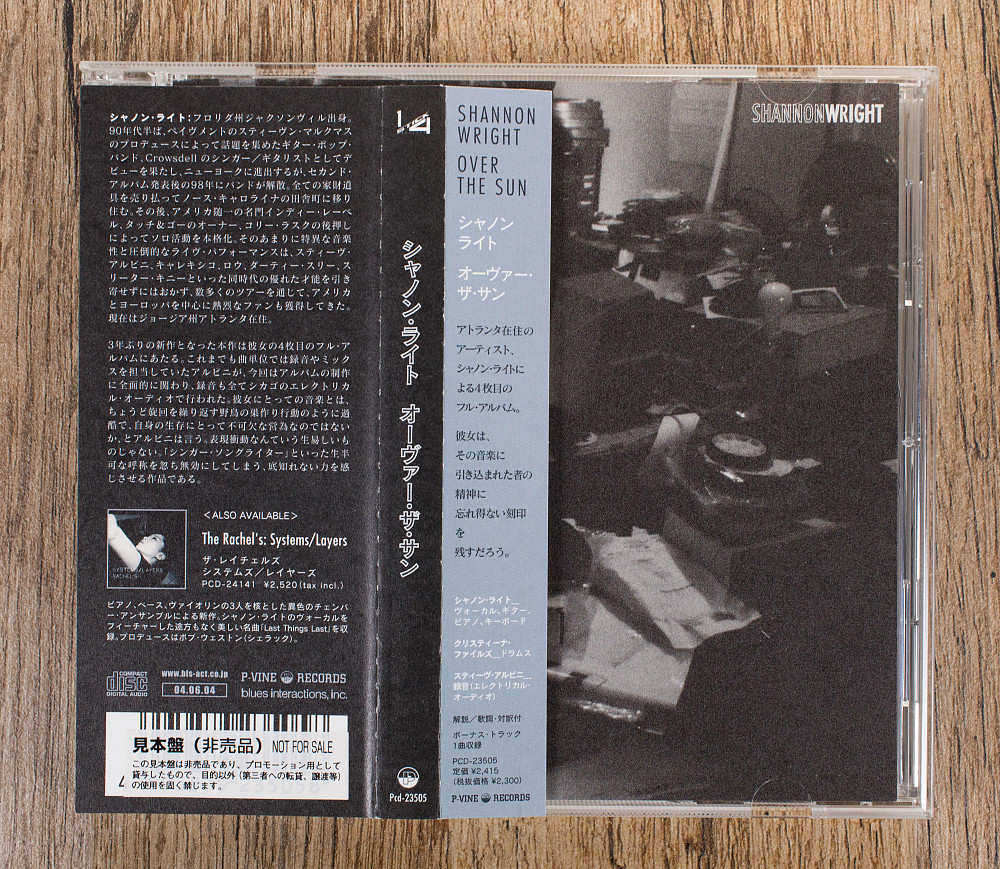 シャノン・ライト：フロリダ州ジャクソンヴィル出身。
90年代半ば、ペイヴメントのスティーヴン・マルクマス
のプロデュースによって話題を集めたギター・ポップ・
バンド、Crowsdell のシンガー／ギタリストとしてデ
ビューを果たし、ニューヨークに進出するが、セカンド・
アルバム発表後の98年にバンドが解散。全ての家財道
具を売り払ってノース・キャロライナの田舎町に移り
住む。その後、アメリカ随一の名門インディー・レーベ
ル、タッチ&ゴーのオーナー、コリー・ラスクの後押し
によってソロ活動を本格化。そのあまりに特異な音楽
性と圧倒的なライヴ・パフォーマンスは、スティーヴ・
アルビニ、キャレキシコ、ロウ、ダーティー・スリー、ス
リーター・キニーといった同時代の優れた才能を引き
寄せずにはおかず、数多くのツアーを通じて、アメリカ
とヨーロッパを中心に熱烈なファンも獲得してきた。
現在はジョージア州アトランタ在住。
3年ぶりの新作となった本作は彼女の4枚目のフル・ア
ルバムにあたる。これまでも曲単位では録音やミック
スを担当していたアルビニが、今回はアルバムの制作
に全面的に関わり、録音も全てシカゴのエレクトリカ
ル・オーディオで行われた。彼女にとっての音楽とは、
ちょうど旋回を繰り返す野鳥の巣作り行動のように過
酷で、自身の生存にとって不可欠な営為なのではない
か、とアルビニは言う。表現衝動なんていう生易しいも
のじゃない。「シンガー・ソングライター」といった生半
可な呼称を忽ち無効にしてしまう、底知れない力を感
じさせる作品である。
<ALSO AVAILABLE>
The Rachel's: Systems/Layers
ザ・レイチェルズ
システムズ／レイヤーズ
PCD-24141 ¥2,520(tax incl.)
SYSTEMS/LAYERS
RACHEL'S
ピアノ、ベース、ヴァイオリンの3人を核とした異色のチェンバ
ー・アンサンブルによる新作。シャノン・ライトのヴォーカルを
フィーチャーした途方もなく美しい名曲「Last Things Last」を収
録。プロデュースはボブ・ウェストン（シェラック）。
COMPACT
disc
DIGITAL AUDIO
www.bls-act.co.jp
04.06.04
P-VINE RECORDS
blues interactions, inc.
見本盤（非売品）NOT FOR SALE
この見本盤は非売品であり、プロモーション用として
貸与したもので、目的以外（第三者への転貸、譲渡等）
の使用を固く禁じます。
シャノン・ライト オーヴァー・ザ・サン
Pcd-23505
SHANNON
WRIGHT
OVER
THE SUN
シャノン
ライト
オーヴァー・
ザ・サン
アトランタ在住の
アーティスト、
シャノン・ライトに
よる4枚目の
フル・アルバム。
彼女は、
その音楽に
引き込まれた者の
精神に
忘れ得ない刻印
を
残すだろう。
シャノン・ライト__
ヴォーカル、ギター、
ピアノ、キーボード
クリスティーナ・
ファイルズ__ドラムス
スティーヴ・アルビニ__
録音（エレクトリカル・
オーディオ）
解説／歌詞・対訳付
ボーナス・トラック
1曲収録
PCD-23505
定価 ¥2,415
（税抜価格 ¥2,300）
P-VINE RECORDS
SHANNONWRIGHT